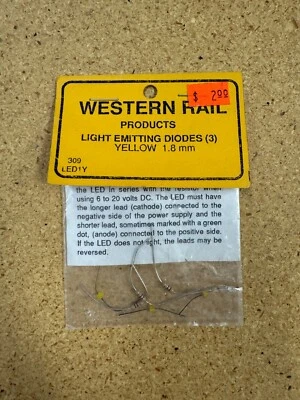 $ 2.00
WESTERN RAIL
PRODUCTS
LIGHT EMITTING DIODES (3)
YELLOW 1.8 mm
309
LED1Y
the LED in series with the resistor when
using 6 to 20 volts DC. The LED must have
the longer lead (cathode) connected to the
negative side of the power supply and the
shorter lead, sometimes marked with a green
dot, (anode) connected to the positive side.
If the LED does not light, the leads may be
reversed.